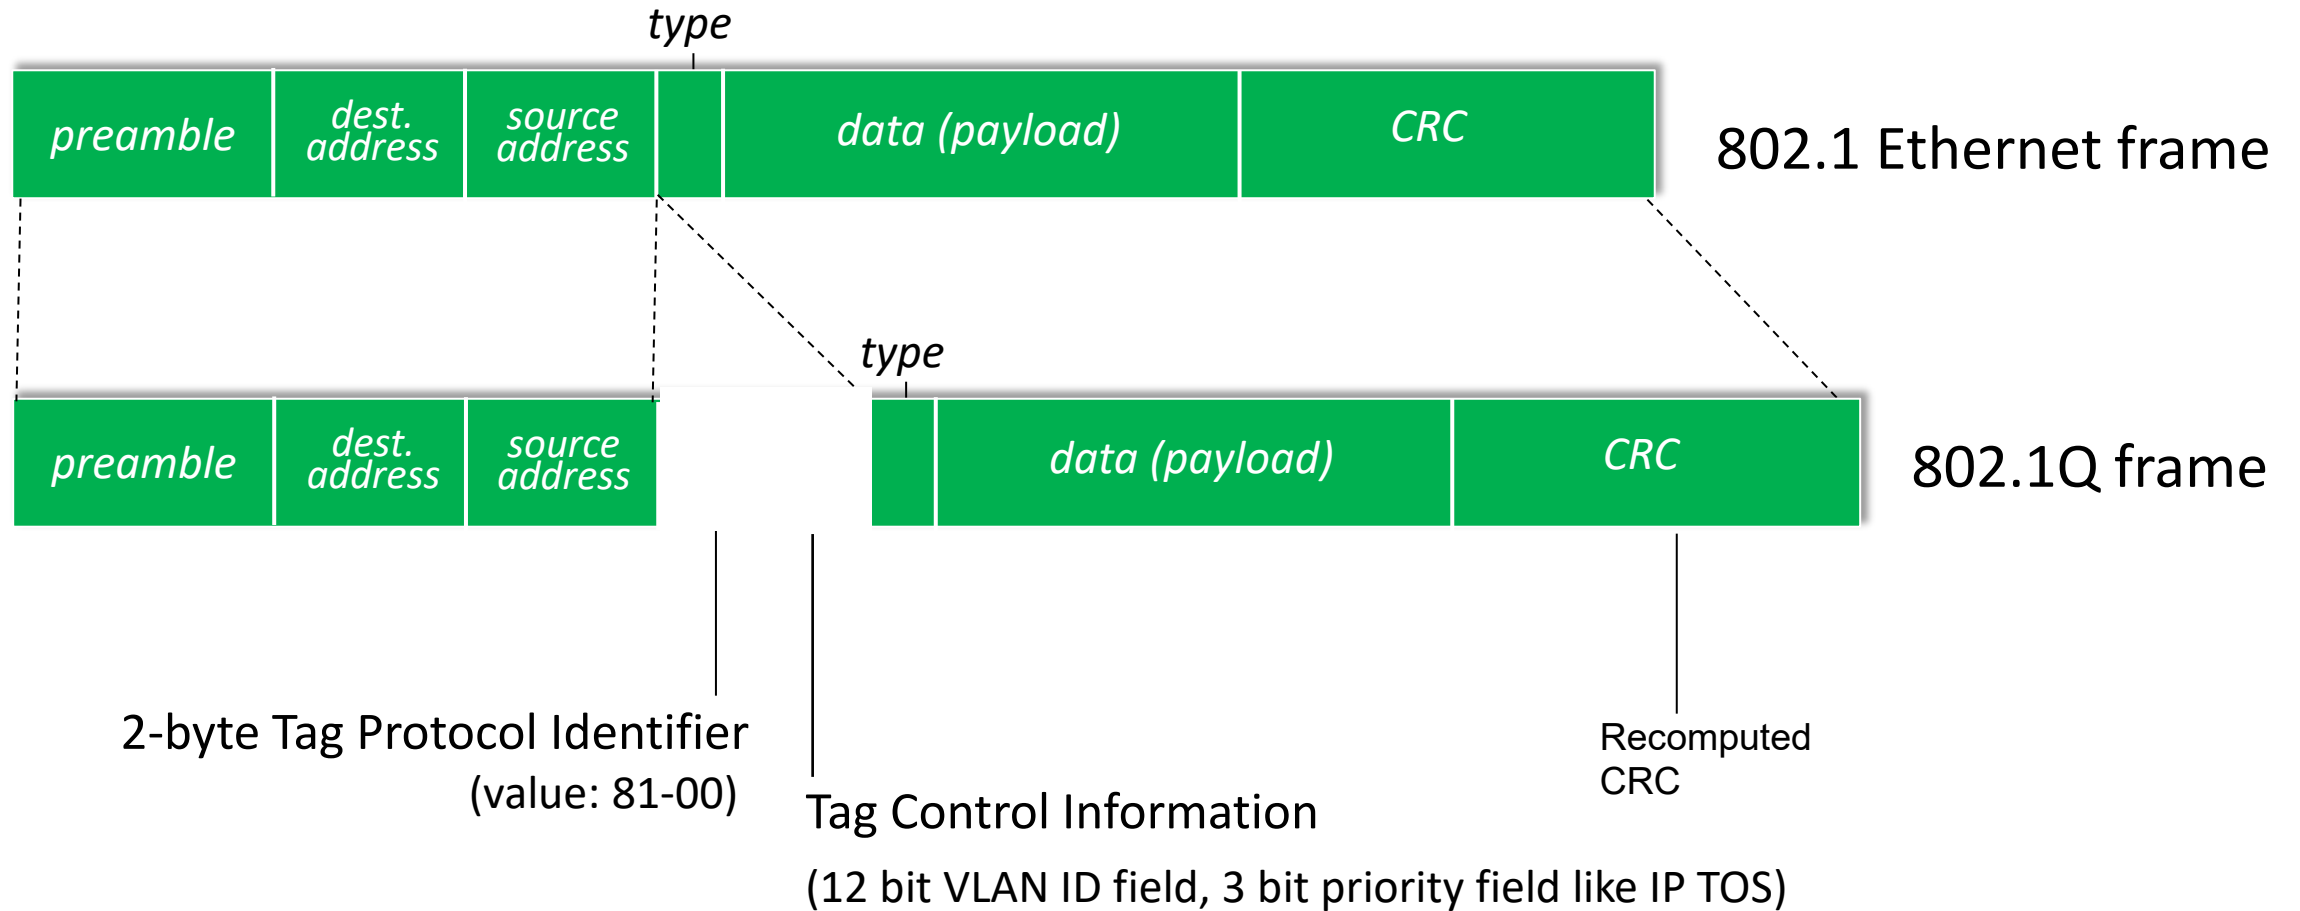 type
preamble
dest.
address
source
address
data (payload)
CRC
802.1 Ethernet frame
type
preamble
dest.
address
source
address
data (payload)
CRC
802.1Q frame
2-byte Tag Protocol Identifier
(value: 81-00)
Tag Control Information
(12 bit VLAN ID field, 3 bit priority field like IP TOS)
Recomputed
CRC